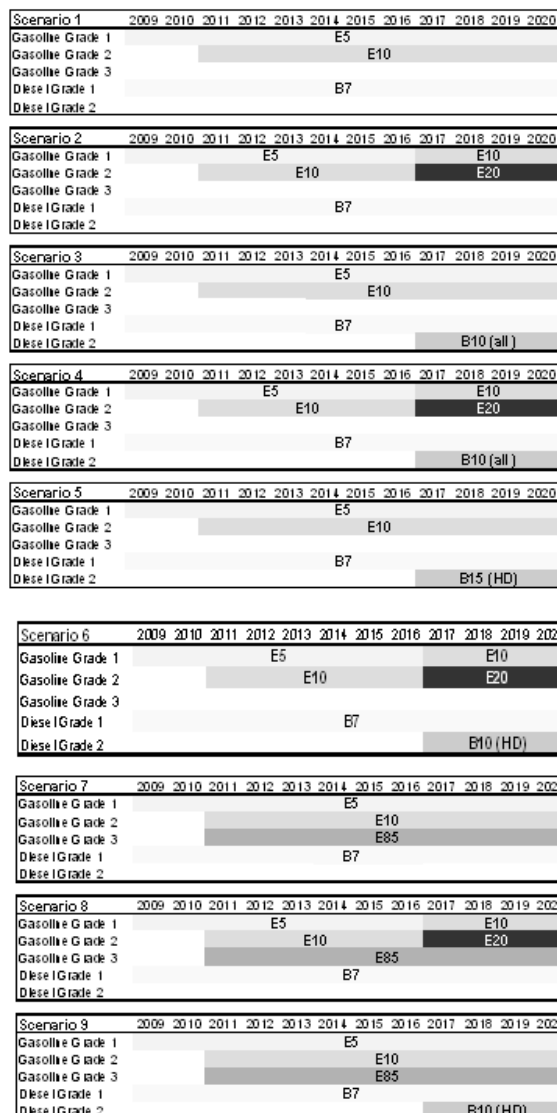 Scenario 1 2009 2010 2011 2012 2013 2014 2015 2016 2017 2018 2019 2020
Gasoline Grade 1 E5
Gasoline Grade 2 E10
Gasoline Grade 3
Diesel Grade 1 B7
Diesel Grade 2
Scenario 2 2009 2010 2011 2012 2013 2014 2015 2016 2017 2018 2019 2020
Gasoline Grade 1 E5 E10
Gasoline Grade 2 E10 E20
Gasoline Grade 3
Diesel Grade 1 B7
Diesel Grade 2
Scenario 3 2009 2010 2011 2012 2013 2014 2015 2016 2017 2018 2019 2020
Gasoline Grade 1 E5
Gasoline Grade 2 E10
Gasoline Grade 3
Diesel Grade 1 B7
Diesel Grade 2 B10 (all)
Scenario 4 2009 2010 2011 2012 2013 2014 2015 2016 2017 2018 2019 2020
Gasoline Grade 1 E5 E10
Gasoline Grade 2 E10 E20
Gasoline Grade 3
Diesel Grade 1 B7
Diesel Grade 2 B10 (all)
Scenario 5 2009 2010 2011 2012 2013 2014 2015 2016 2017 2018 2019 2020
Gasoline Grade 1 E5
Gasoline Grade 2 E10
Gasoline Grade 3
Diesel Grade 1 B7
Diesel Grade 2 B15 (HD)
Scenario 6 2009 2010 2011 2012 2013 2014 2015 2016 2017 2018 2019 202
Gasoline Grade 1 E5 E10
Gasoline Grade 2 E10 E20
Gasoline Grade 3
Diesel Grade 1 B7
Diesel Grade 2 B10 (HD)
Scenario 7 2009 2010 2011 2012 2013 2014 2015 2016 2017 2018 2019 202
Gasoline Grade 1 E5
Gasoline Grade 2 E10
Gasoline Grade 3 E85
Diesel Grade 1 B7
Diesel Grade 2
Scenario 8 2009 2010 2011 2012 2013 2014 2015 2016 2017 2018 2019 202
Gasoline Grade 1 E5 E10
Gasoline Grade 2 E10 E20
Gasoline Grade 3 E85
Diesel Grade 1 B7
Diesel Grade 2
Scenario 9 2009 2010 2011 2012 2013 2014 2015 2016 2017 2018 2019 202
Gasoline Grade 1 E5
Gasoline Grade 2 E10
Gasoline Grade 3 E85
Diesel Grade 1 B7
Diesel Grade 2 B10 (HD)